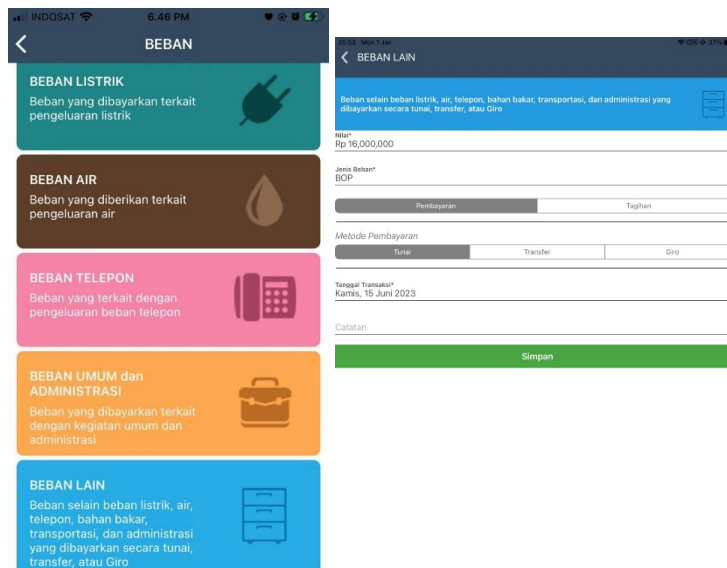 INDOSAT 6.46 PM
BEBAN
BEBAN LISTRIK
Beban yang dibayarkan terkait
pengeluaran listrik
BEBAN AIR
Beban yang diberikan terkait
pengeluaran air
BEBAN TELEPON
Beban yang terkait dengan
pengeluaran beban telepon
BEBAN UMUM dan
ADMINISTRASI
Beban yang dibayarkan terkait
dengan kegiatan umum dan
administrasi
BEBAN LAIN
Beban selain beban listrik, air,
telepon, bahan bakar,
transportasi, dan administrasi
yang dibayarkan secara tunai,
transfer, atau Giro
Mon 1 Jan 37%
BEBAN LAIN
Beban selain beban listrik, air, telepon, bahan bakar, transportasi, dan administrasi yang
dibayarkan secara tunai, transfer, atau Giro
Nilai*
Rp 16,000,000
Jenis Beban*
BOP
Pembayaran Tagihan
Metode Pembayaran
Tunai Transfer Giro
Tanggal Transaksi*
Kamis, 15 Juni 2023
Catatan
Simpan